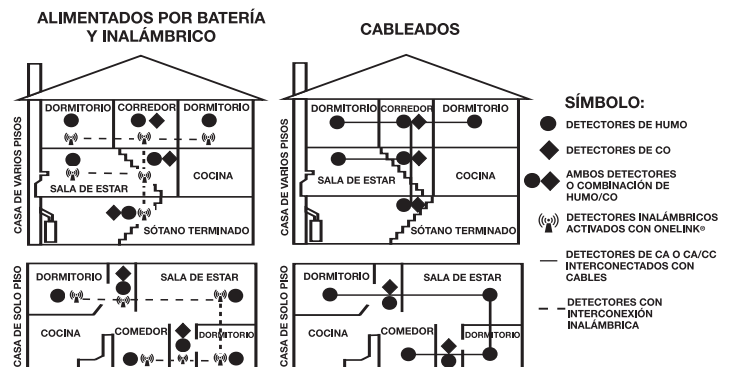 ALIMENTADOS POR BATERÍA
Y INALÁMBRICO
CABLEADOS
CASA DE VARIOS PISOS
DORMITORIO
CORREDOR
DORMITORIO
SALA DE ESTAR
COCINA
SÓTANO TERMINADO
CASA DE VARIOS PISOS
DORMITORIO
CORREDOR
DORMITORIO
SALA DE ESTAR
COCINA
SÓTANO TERMINADO
CASA DE SOLO PISO
DORMITORIO
SALA DE ESTAR
COCINA
COMEDOR
DORMITORIO
CASA DE SOLO PISO
DORMITORIO
SALA DE ESTAR
COCINA
COMEDOR
DORMITORIO
SÍMBOLO:
DETECTORES DE HUMO
DETECTORES DE CO
AMBOS DETECTORES
O COMBINACIÓN DE
HUMO/CO
DETECTORES INALÁMBRICOS
ACTIVADOS CON ONELINK®
DETECTORES DE CA O CA/CC
INTERCONECTADOS CON
CABLES
DETECTORES CON
INTERCONEXIÓN
INALÁMBRICA